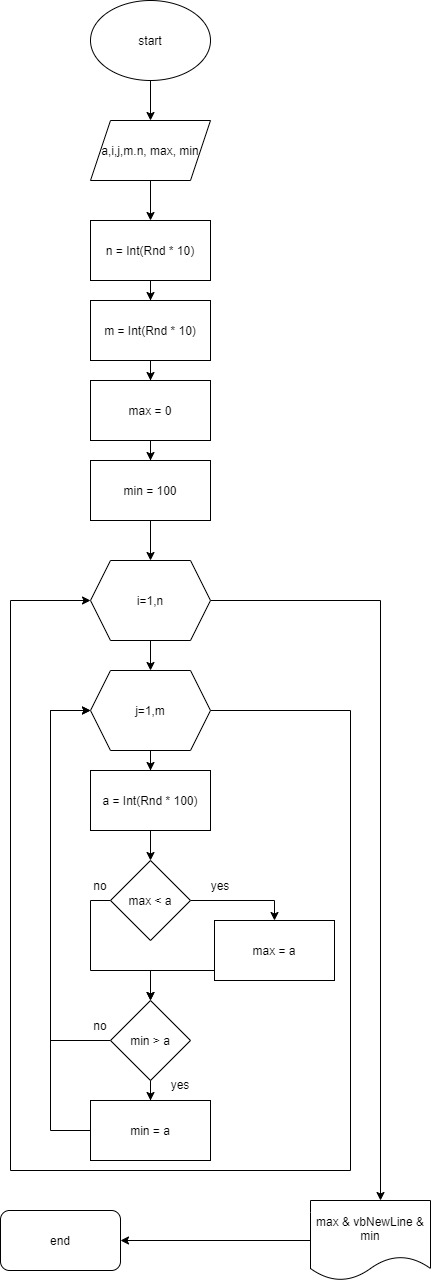 start
a,i,j,m.n, max, min
n = Int(Rnd * 10)
m = Int(Rnd * 10)
max = 0
min = 100
i=1,n
j=1,m
a = Int(Rnd * 100)
no
yes
max < a
max = a
no
min > a
yes
min = a
max & vbNewLine &
min
end